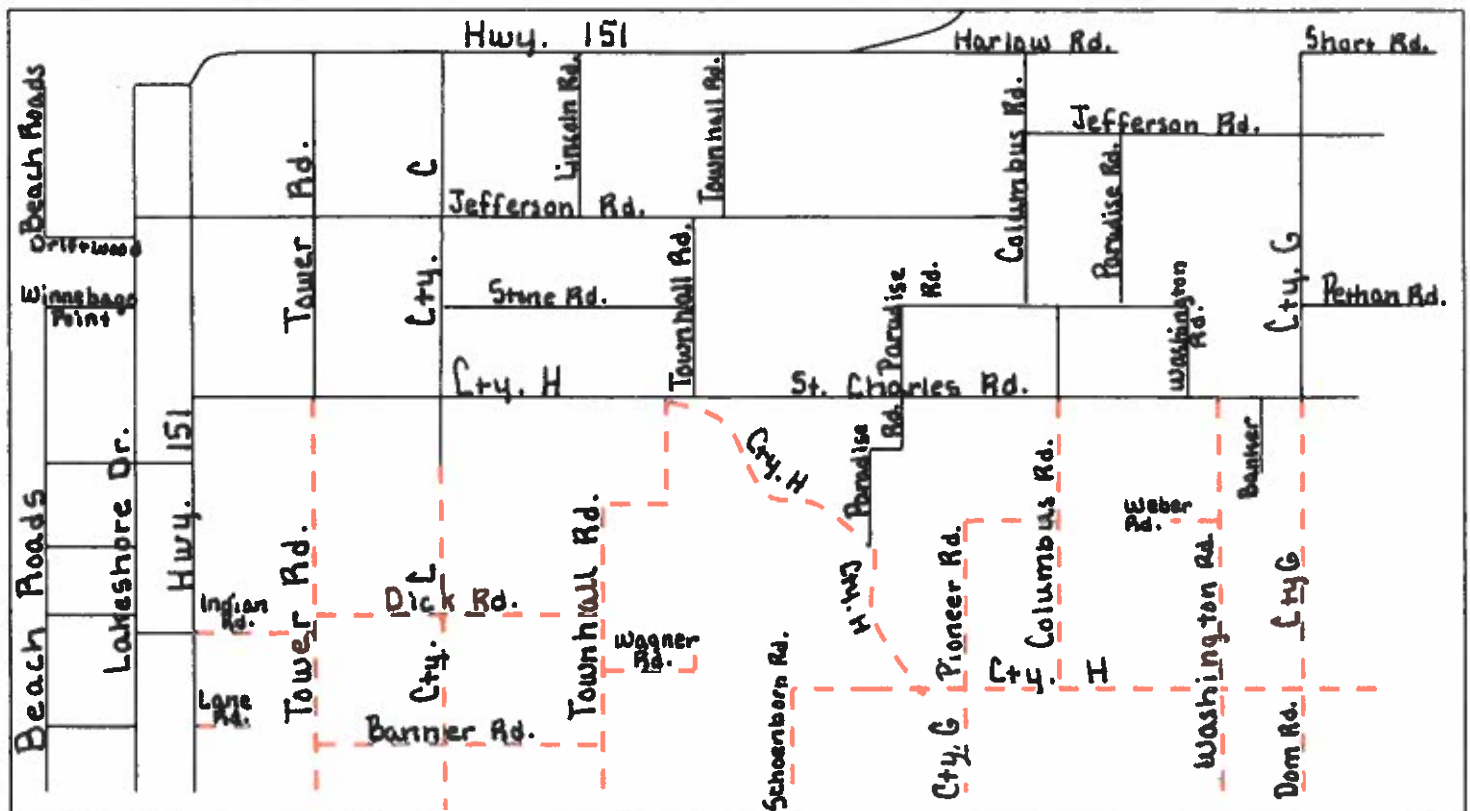 Hwy. 151
Harlow Rd.
Short Rd.
Beach Roads
Lincoln Rd.
Townhall Rd.
Columbus Rd.
Jefferson Rd.
Tower Rd.
Cty. C
Paradise Rd.
Jefferson Rd.
Driftwood
Townhall Rd.
Paradise
Rd.
Washington
Rd.
Cty. G
E
innebago
Point
Stone Rd.
Pethan Rd.
Paradise
Cty. H
St. Charles Rd.
Lakeshore Dr.
Hwy. 151
Paradise
Rd.
Cty. H
Columbus Rd.
Banker
Beach Roads
Townhall Rd.
Weber
Rd.
Tower Rd.
Cty. C
Dick Rd.
Indian
Rd.
Cty. H
Pioneer Rd.
Washington Rd.
Cty G
Wagner
Rd.
Schoenborn Rd.
Cty. H
Lane
Rd.
Banner Rd.
Cty. G
Dom Rd.